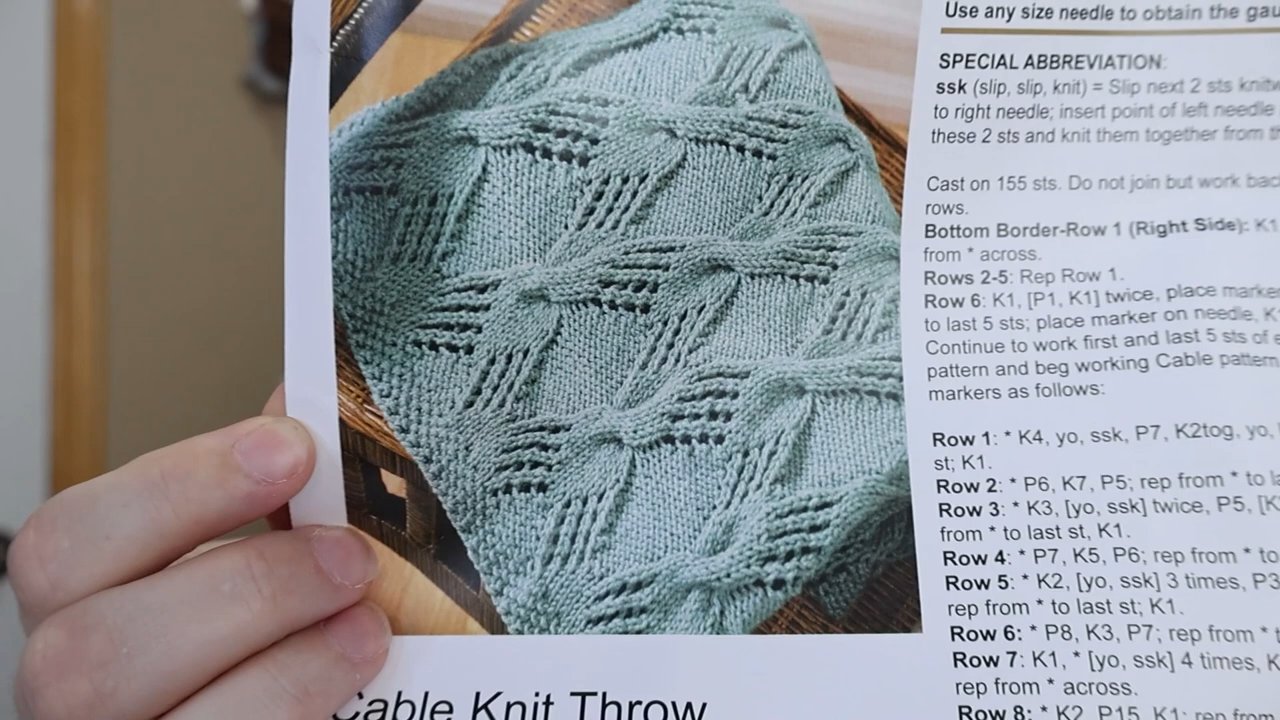 Use any size needle to obtain the
SPECIAL ABBREVIATION:
ssk (slip, slip, knit) = Slip next 2 sts
to right needle; insert point of left needle
these 2 sts and knit them together from
Cast on 155 sts. Do not join but work
rows.
Bottom Border-Row 1 (Right Side): K1
from * across.
Rows 2-5: Rep Row 1.
Row 6: K1, [P1, K1] twice, place
to last 5 sts; place marker on needle,
Continue to work first and last 5 sts of
pattern and beg working Cable pattern
markers as follows:
Row 1: * K4, yo, ssk, P7, K2tog, yo,
st; K1.
Row 2: * P6, K7, P5; rep from * to
Row 3: * K3, [yo, ssk] twice, P5,
from * to last st, K1.
Row 4: * P7, K5, P6; rep from * to
Row 5: * K2, [yo, ssk] 3 times, P3
rep from * to last st; K1.
Row 6: * P8, K3, P7; rep from *
Row 7: K1, * [yo, ssk] 4 times,
rep from * across.
Row 8: * K2, P15, K1; rep from
Cable Knit Throw